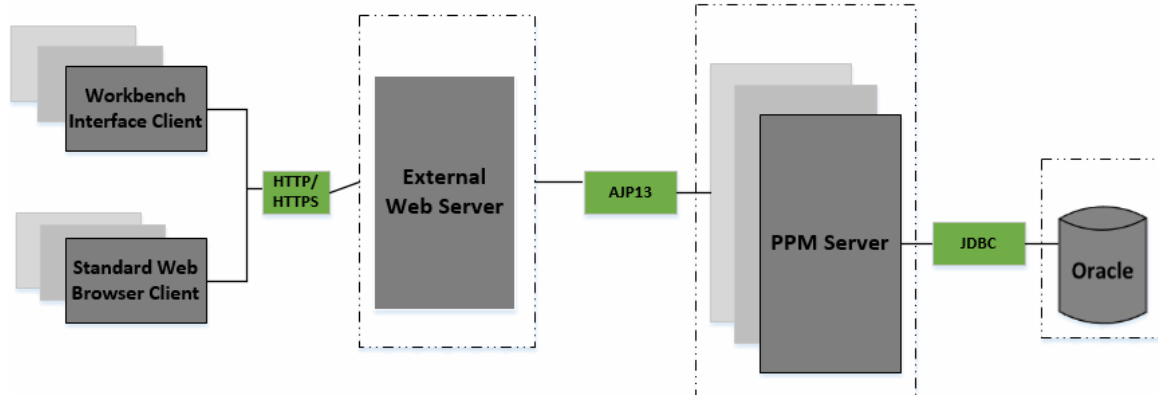 Workbench
Interface Client
HTTP/
HTTPS
Standard Web
Browser Client
External
Web Server
AJP13
PPM Server
JDBC
Oracle